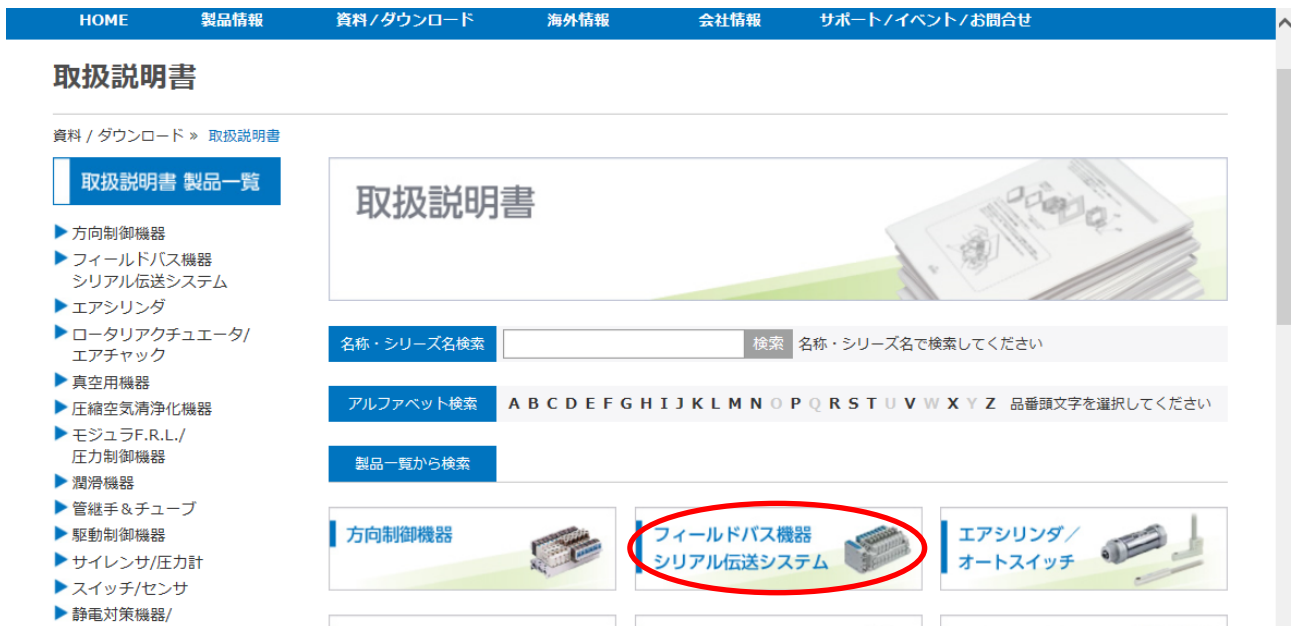 HOME 製品情報 資料/ダウンロード 海外情報 会社情報 サポート/イベント/お問合せ
取扱説明書
資料 / ダウンロード » 取扱説明書
取扱説明書 製品一覧
方向制御機器
フィールドバス機器
シリアル伝送システム
エアシリンダ
ロータリアクチュエータ/
エアチャック
真空用機器
圧縮空気清浄化機器
モジュラF.R.L./
圧力制御機器
潤滑機器
管継手&チューブ
駆動制御機器
サイレンサ/圧力計
スイッチ/センサ
静電対策機器/
取扱説明書
名称・シリーズ名検索 検索 名称・シリーズ名で検索してください
アルファベット検索 A B C D E F G H I J K L M N O P Q R S T U V W X Y Z 品番頭文字を選択してください
製品一覧から検索
方向制御機器
フィールドバス機器
シリアル伝送システム
エアシリンダ/
オートスイッチ